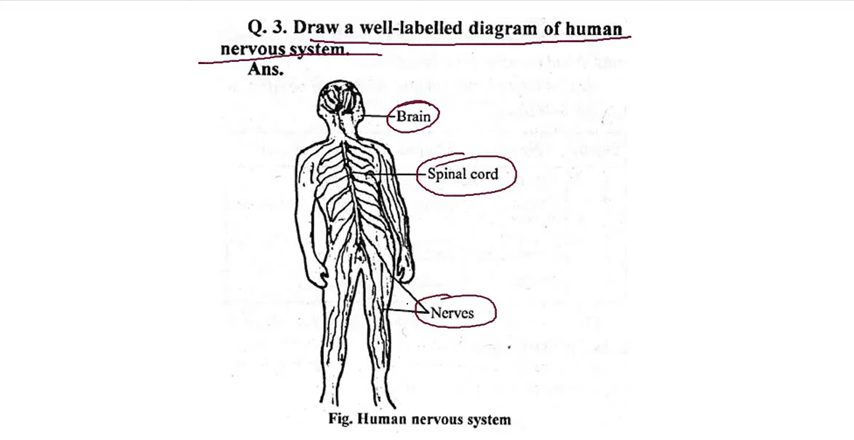 Q. 3. Draw a well-labelled diagram of human
nervous system.
Ans.
Brain
Spinal cord
Nerves
Fig. Human nervous system